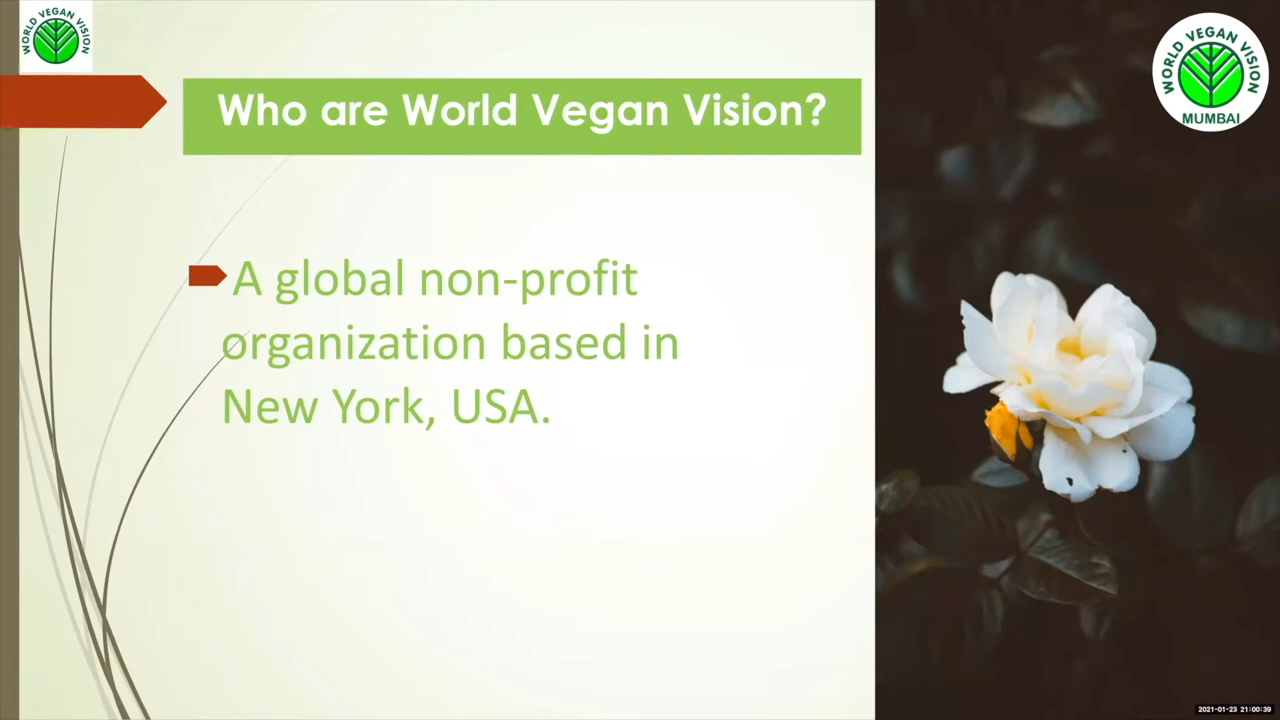 WORLD VEGAN VISION
Who are World Vegan Vision?
WORLD VEGAN VISION
MUMBAI
A global non-profit
organization based in
New York, USA.
2021-01-23 21:00:39